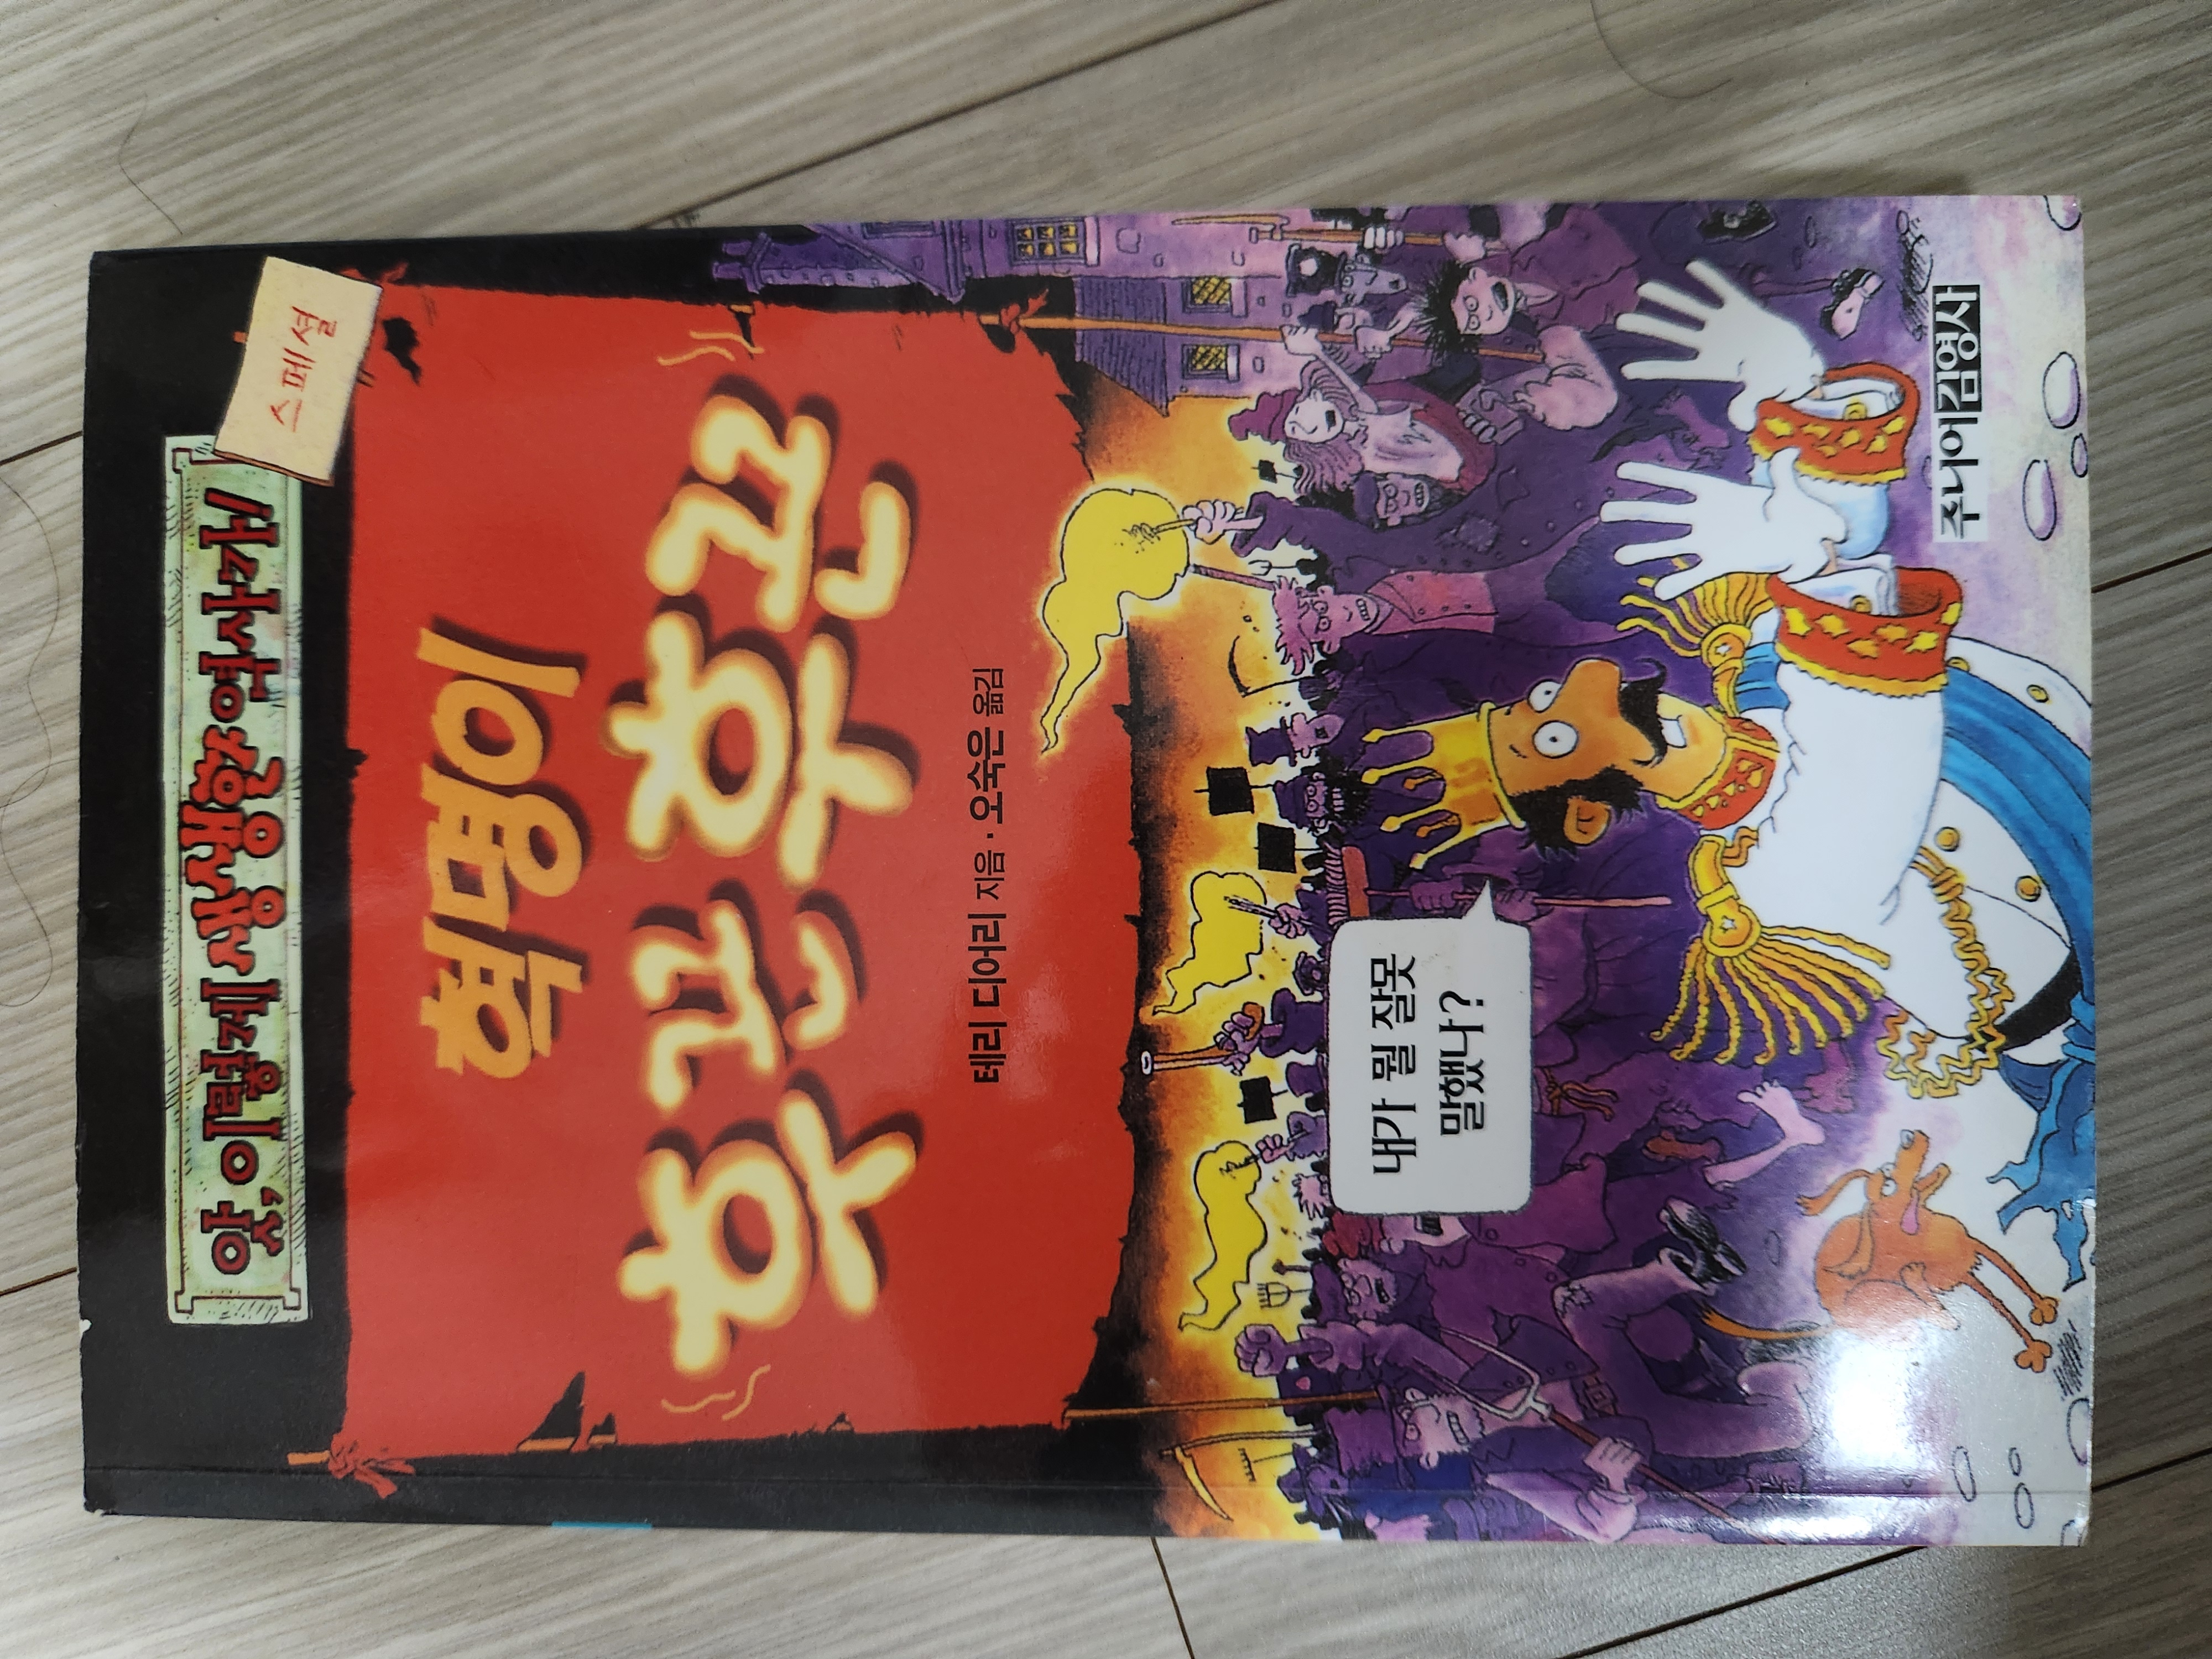 앗, 이렇게 생생한 역사가!
스페셜
혁명이
후끈후끈
테리 디어리 지음 · 오숙은 옮김
내가 뭘 잘못
말했나?
주니어김영사